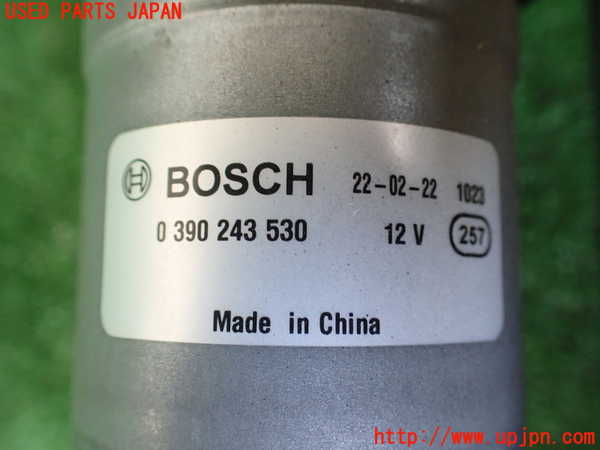 USED PARTS JAPAN
BOSCH 22-02-22 1023
0 390 243 530 12 V 257
Made in China
http://www.upjpn.com/